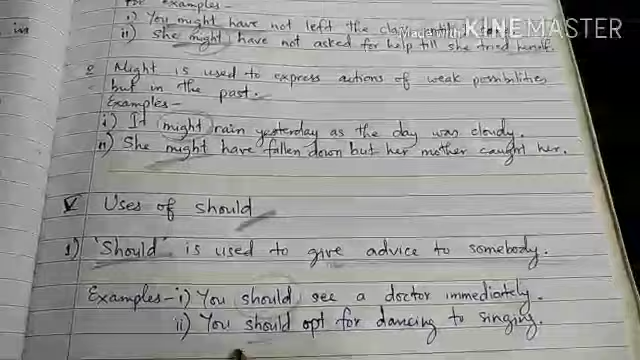 For examples-
in
i) You might have not left the
ii) She might have not asked for help till she tried herself.
Made with KINEMASTER
Might is used to express actions of weak possibilities
but in the past.
Examples-
i) It might rain yesterday as the day was cloudy.
ii) She might have fallen down but her mother caught her.
V Uses of should
1) 'Should' is used to give advice to somebody.
Examples-i) You should see a doctor immediately.
ii) You should opt for dancing to singing.